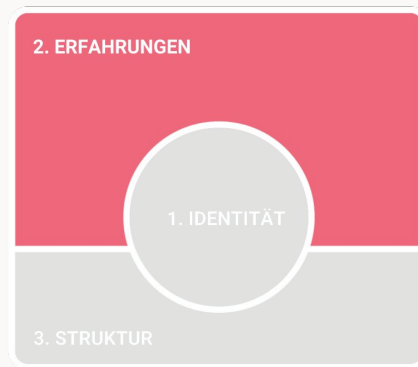 2. ERFAHRUNGEN
1. IDENTITÄT
3. STRUKTUR